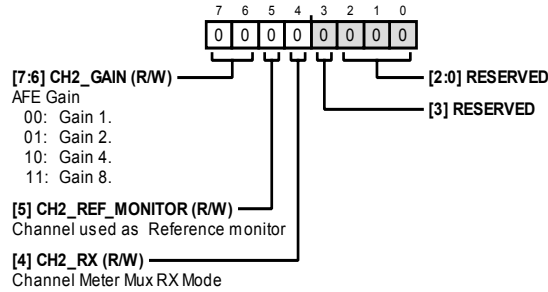 7 6 5 4 3 2 1 0
0 0 0 0 0 0 0 0
[7:6] CH2_GAIN (R/W)
AFE Gain
00: Gain 1.
01: Gain 2.
10: Gain 4.
11: Gain 8.
[5] CH2_REF_MONITOR (R/W)
Channel used as Reference monitor
[4] CH2_RX (R/W)
Channel Meter Mux RX Mode
[2:0] RESERVED
[3] RESERVED